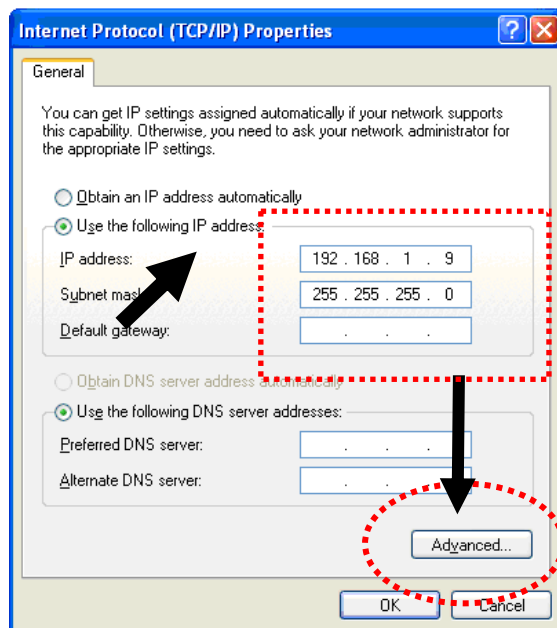 Internet Protocol (TCP/IP) Properties
General
You can get IP settings assigned automatically if your network supports
this capability. Otherwise, you need to ask your network administrator for
the appropriate IP settings.
Obtain an IP address automatically
Use the following IP address:
IP address: 192 . 168 . 1 . 9
Subnet mask 255 . 255 . 255 . 0
Default gateway: . . .
Obtain DNS server address automatically
Use the following DNS server addresses:
Preferred DNS server: . . .
Alternate DNS server: . . .
Advanced...
OK Cancel